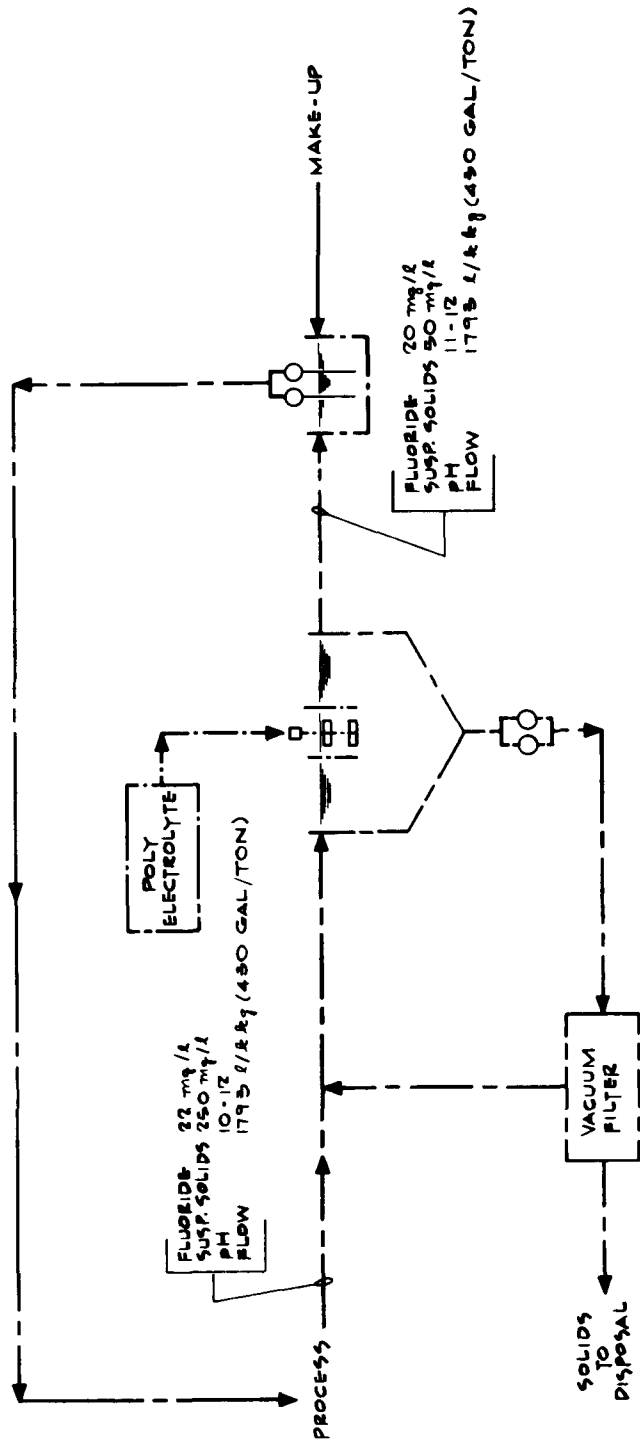 PROCESS
FLUORIDE 22 mg/l
SUSP. SOLIDS 250 mg/l
pH 10-12
FLOW 1793 l/kkg (430 GAL/TON)
POLY
ELECTROLYTE
FLUORIDE 20 mg/l
SUSP. SOLIDS 50 mg/l
pH 11-12
FLOW 1793 l/kkg (430 GAL/TON)
MAKE-UP
VACUUM
FILTER
SOLIDS
TO
DISPOSAL